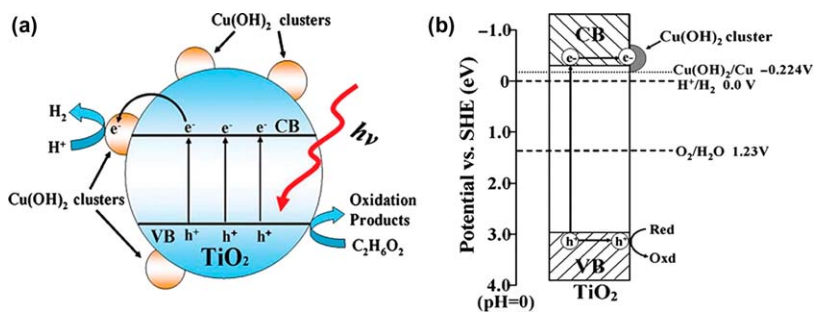 (a)
Cu(OH)₂ clusters
H₂
H⁺
e⁻
e⁻ e⁻ e⁻ CB
hν
Cu(OH)₂ clusters
VB h⁺ h⁺ h⁺
TiO₂
Oxidation
Products
C₂H₆O₂
(b)
Potential vs. SHE (eV)
-1.0
0
1.0
2.0
3.0
4.0
(pH=0)
CB
e- e-
Cu(OH)₂ cluster
Cu(OH)₂/Cu -0.224V
H⁺/H₂ 0.0 V
O₂/H₂O 1.23V
h⁺ h⁺
Red
Oxd
VB
TiO₂